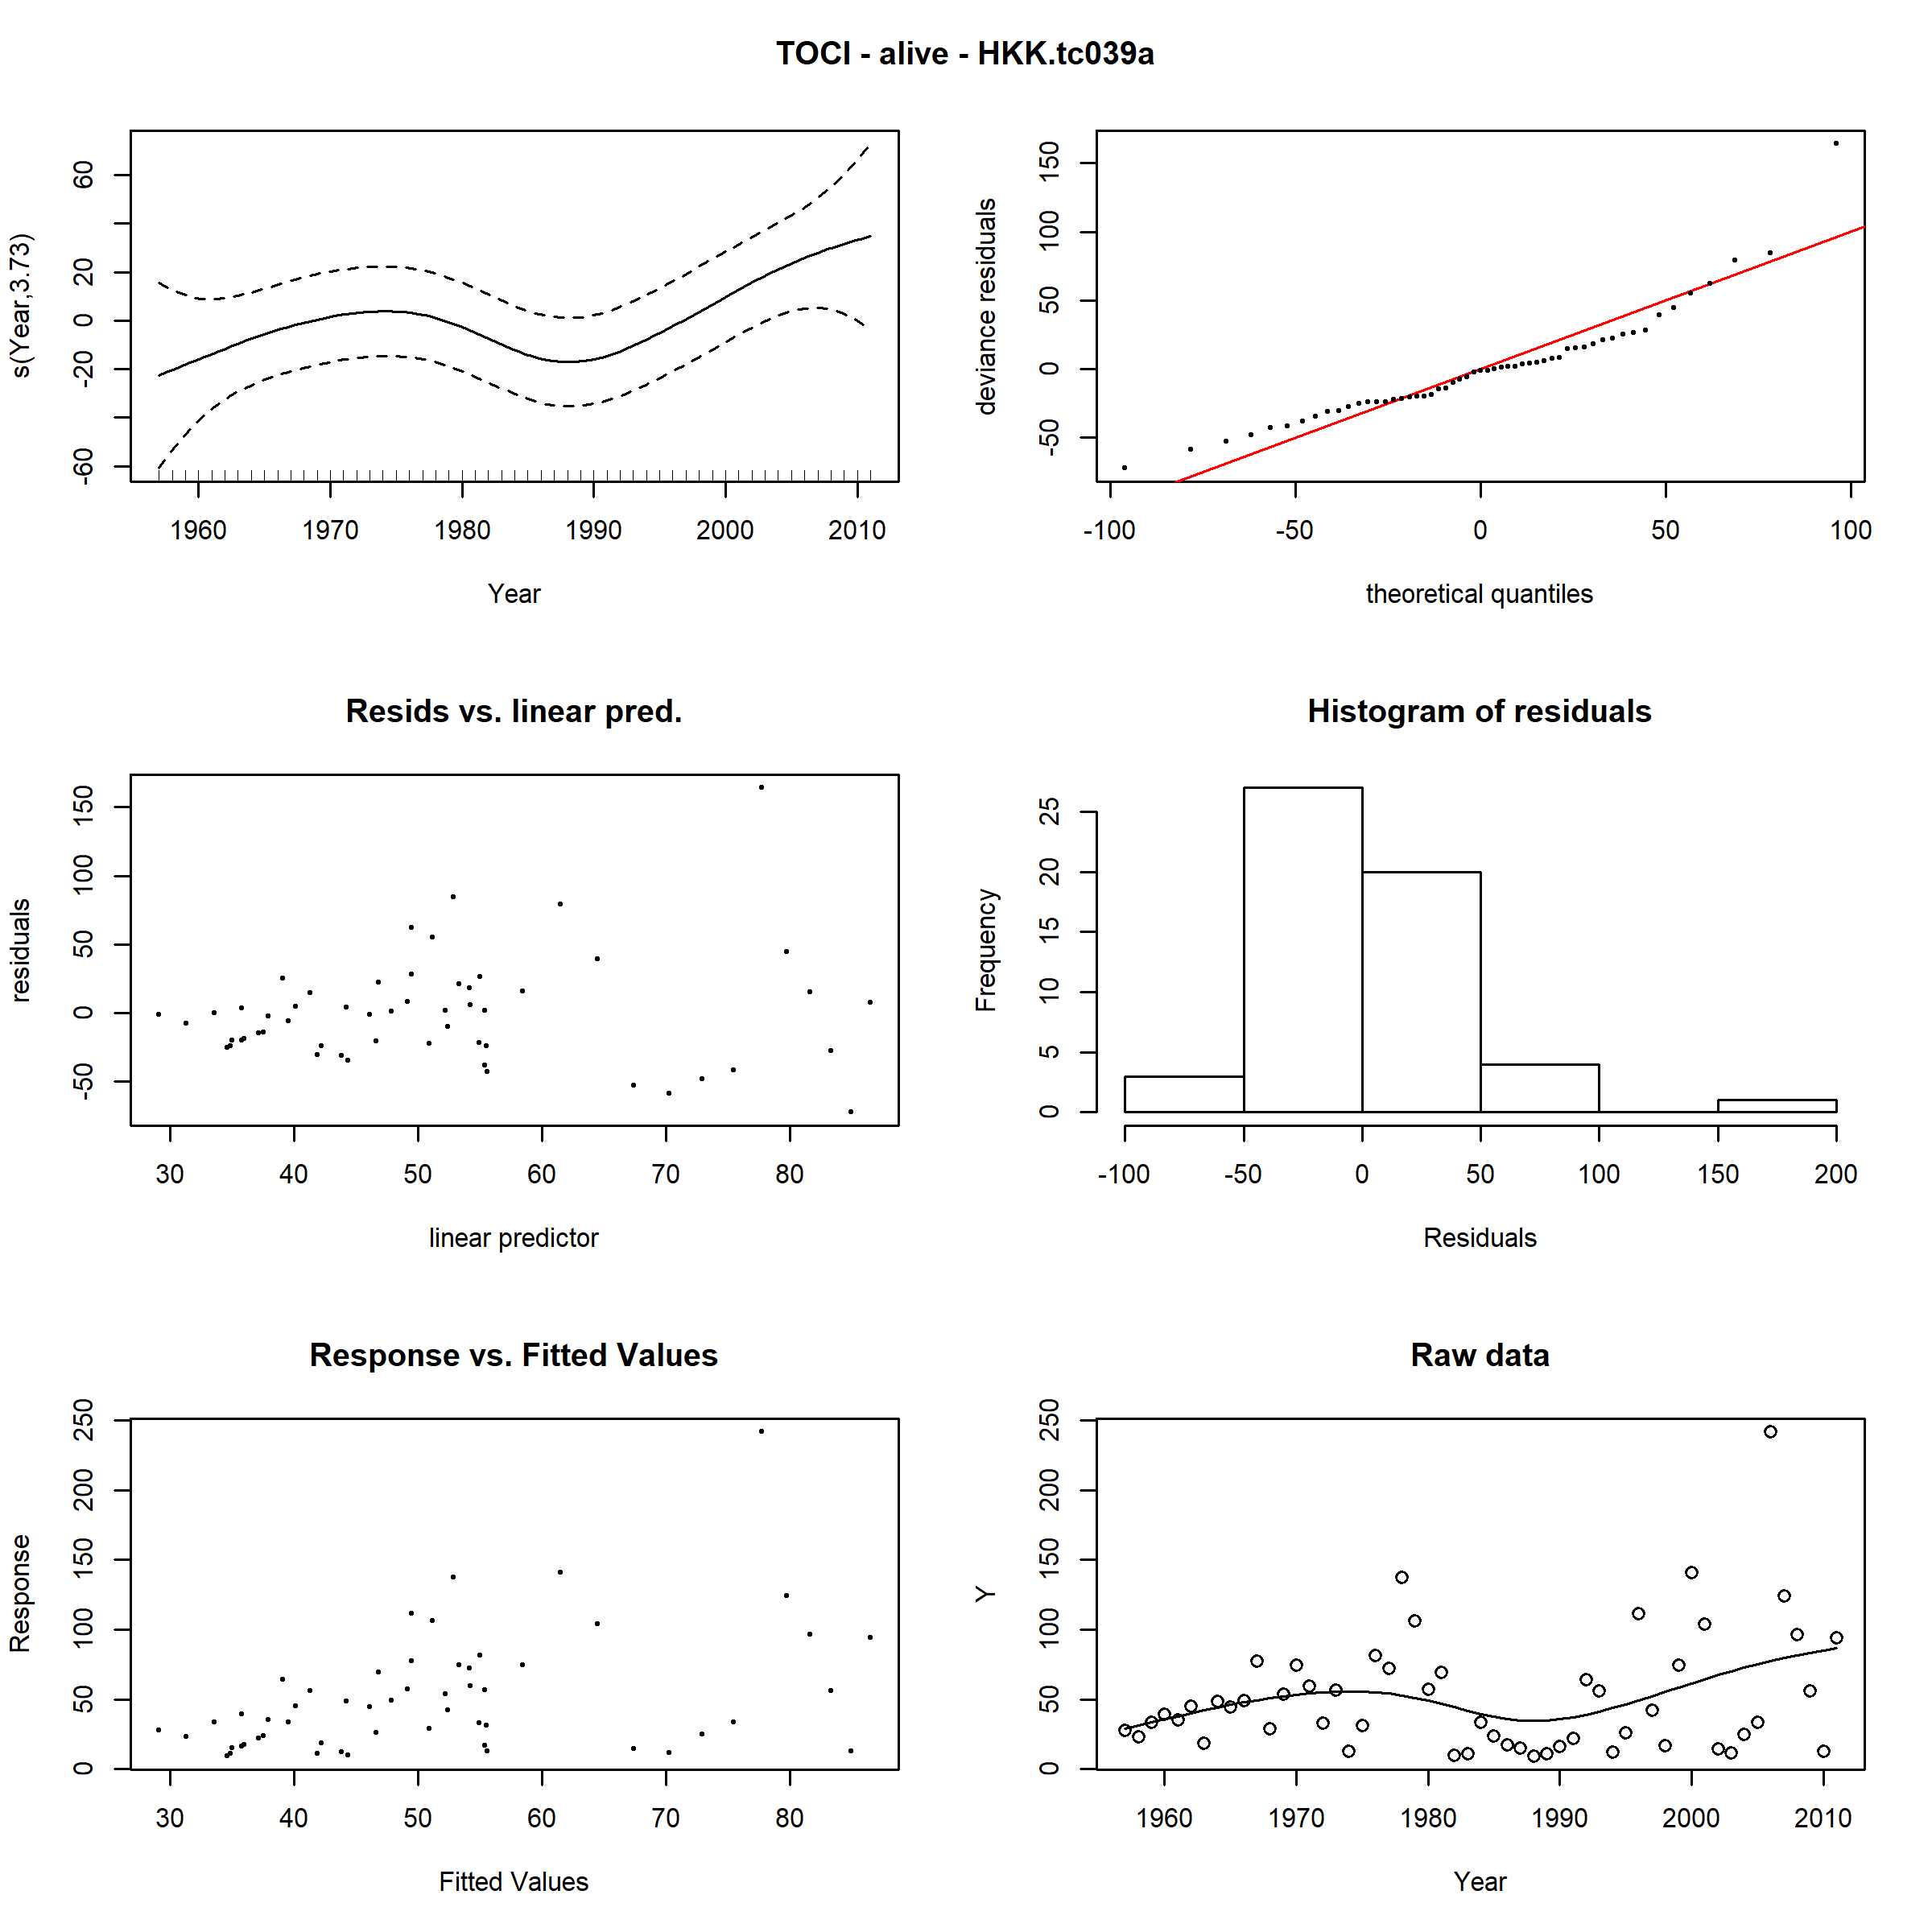 TOCI - alive - HKK.tc039a
s(Year,3.73)
-60 -20 0 20 60
1960 1970 1980 1990 2000 2010
Year
deviance residuals
-50 0 50 100 150
-100 -50 0 50 100
theoretical quantiles
Resids vs. linear pred.
residuals
-50 0 50 100 150
30 40 50 60 70 80
linear predictor
Histogram of residuals
Frequency
0 5 10 15 20 25
-100 -50 0 50 100 150 200
Residuals
Response vs. Fitted Values
Response
0 50 100 150 200 250
30 40 50 60 70 80
Fitted Values
Raw data
Y
0 50 100 150 200 250
1960 1970 1980 1990 2000 2010
Year